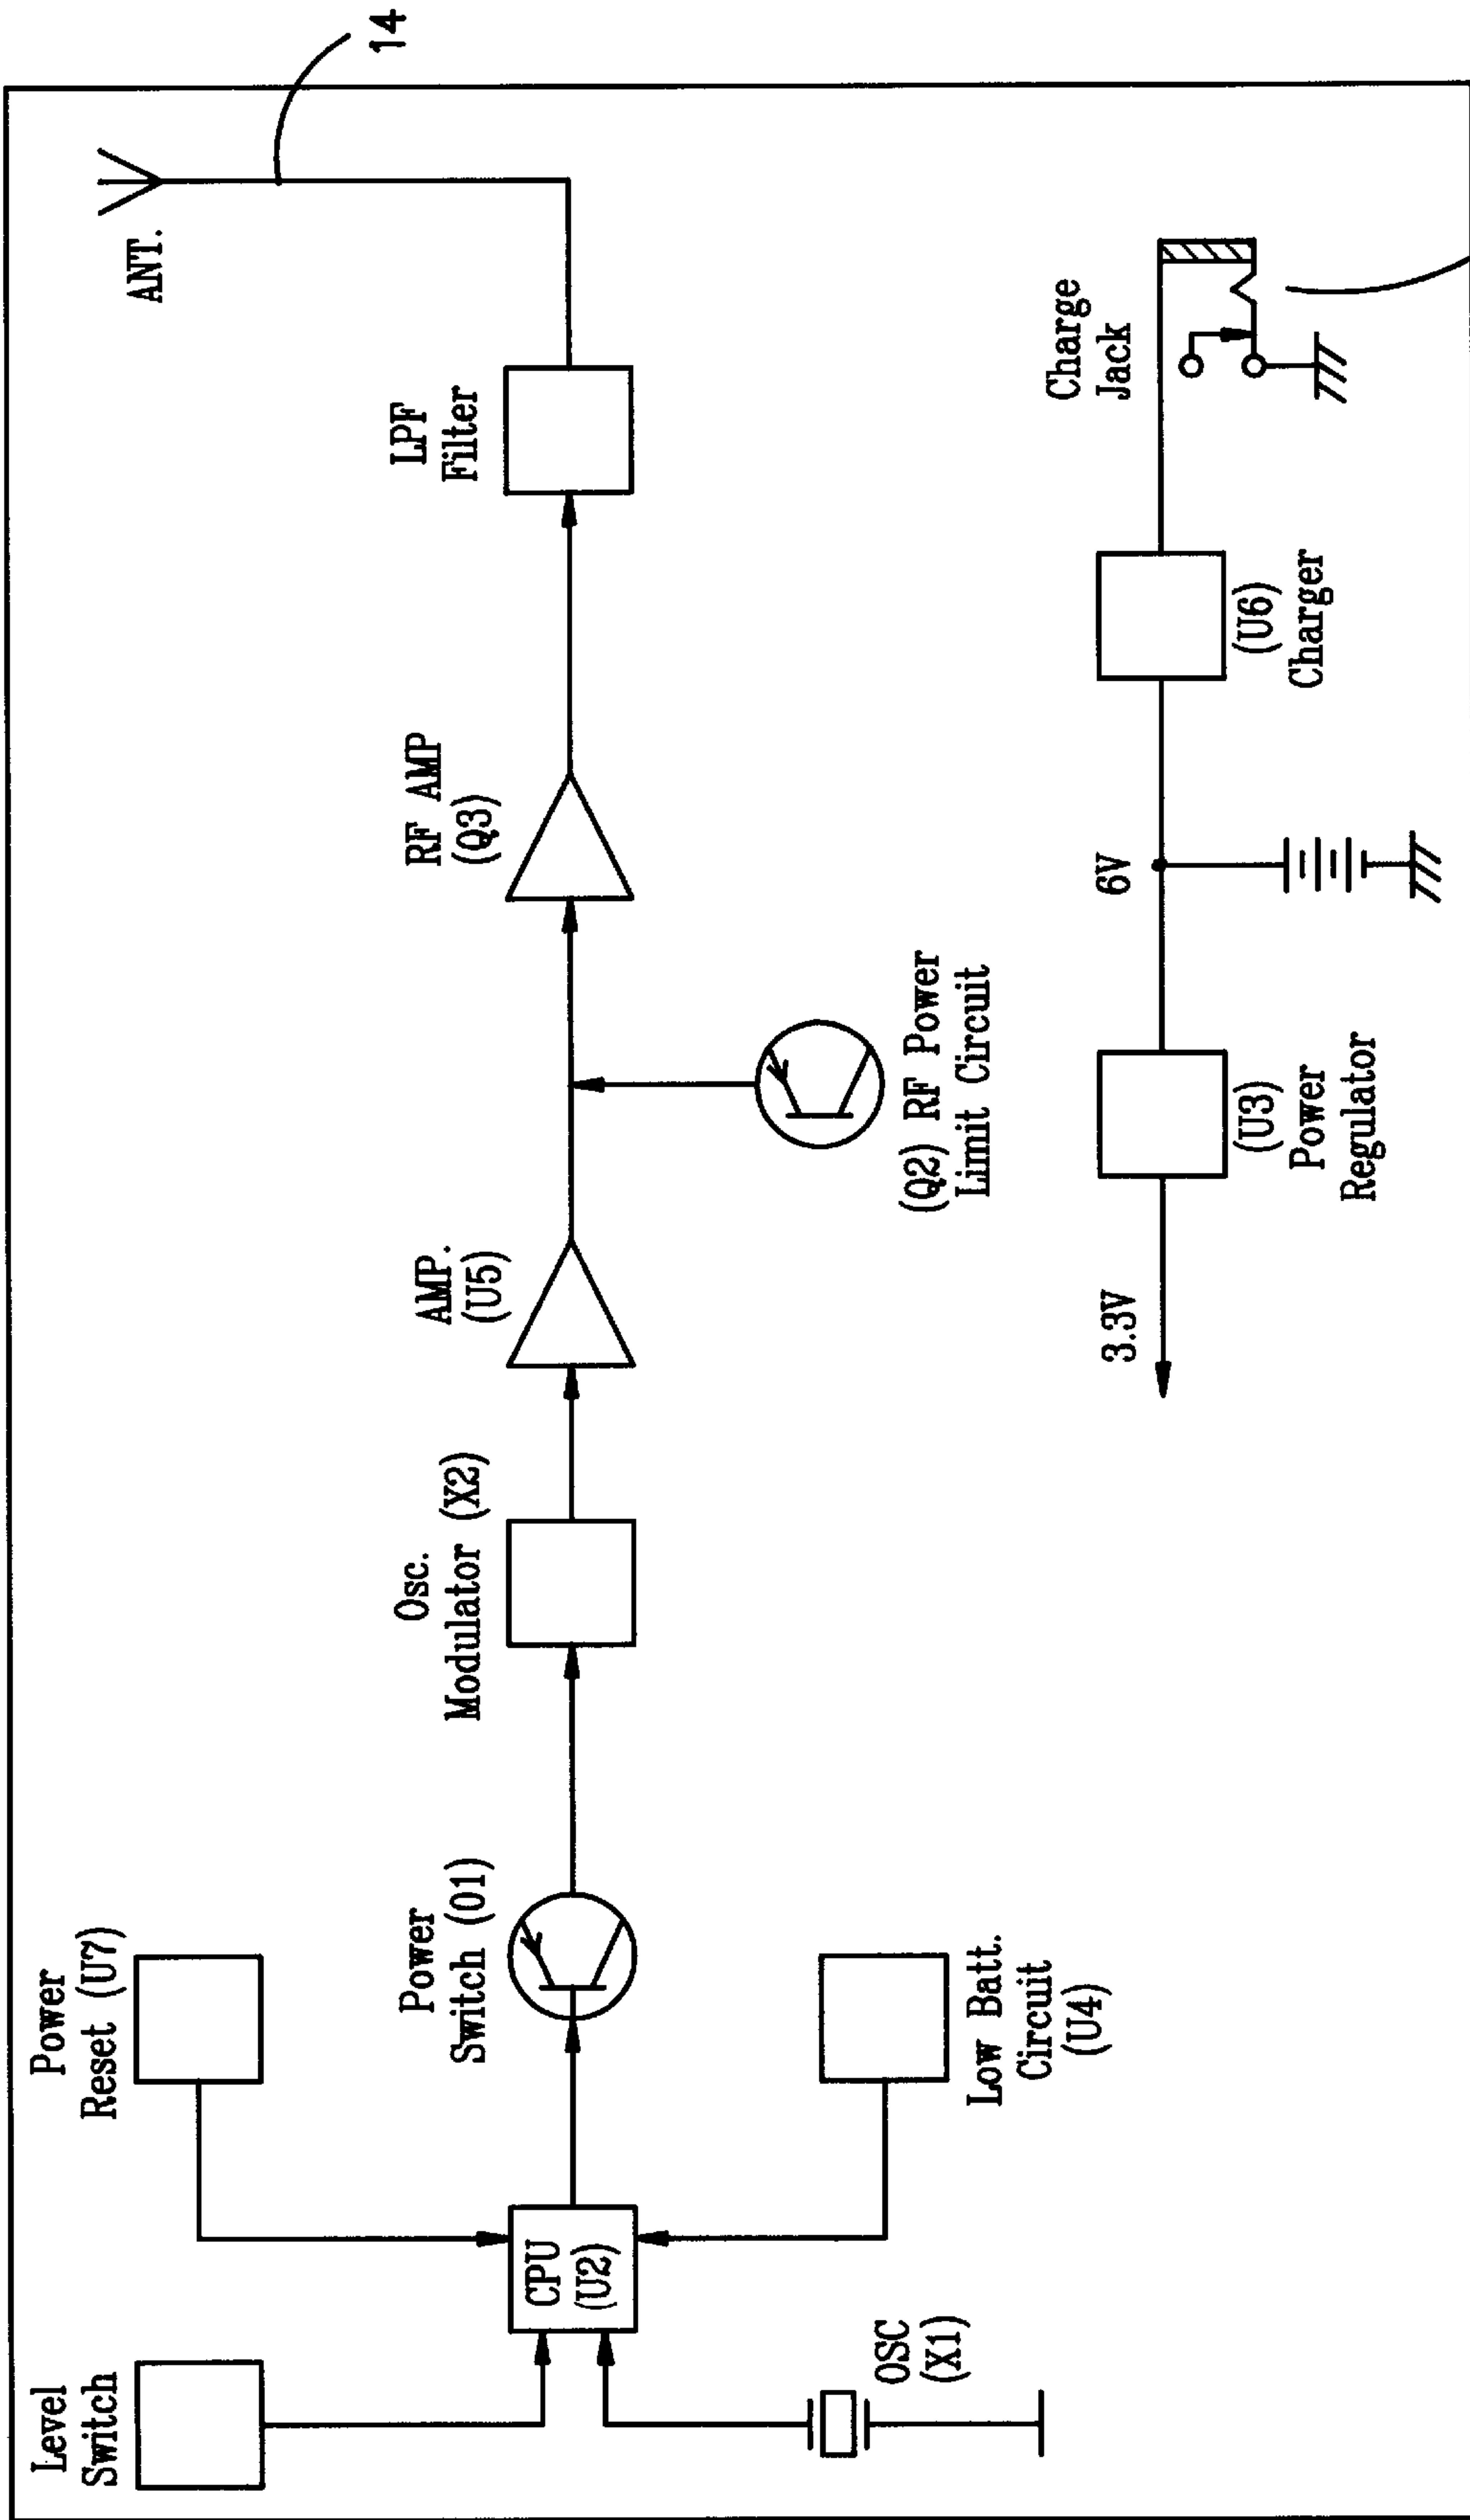 Level
Switch
Power
Reset (U7)
CPU
(U2)
OSC
(X1)
Low Batt.
Circuit
(U4)
Power
Switch (O1)
Osc.
Modulator (X2)
AMP.
(U5)
(Q2) RF Power
Limit Circuit
RF AMP
(Q3)
LPF
Filter
ANT.
14
3.3V
(U3)
Power
Regulator
6V
(U6)
Charger
Charge
Jack